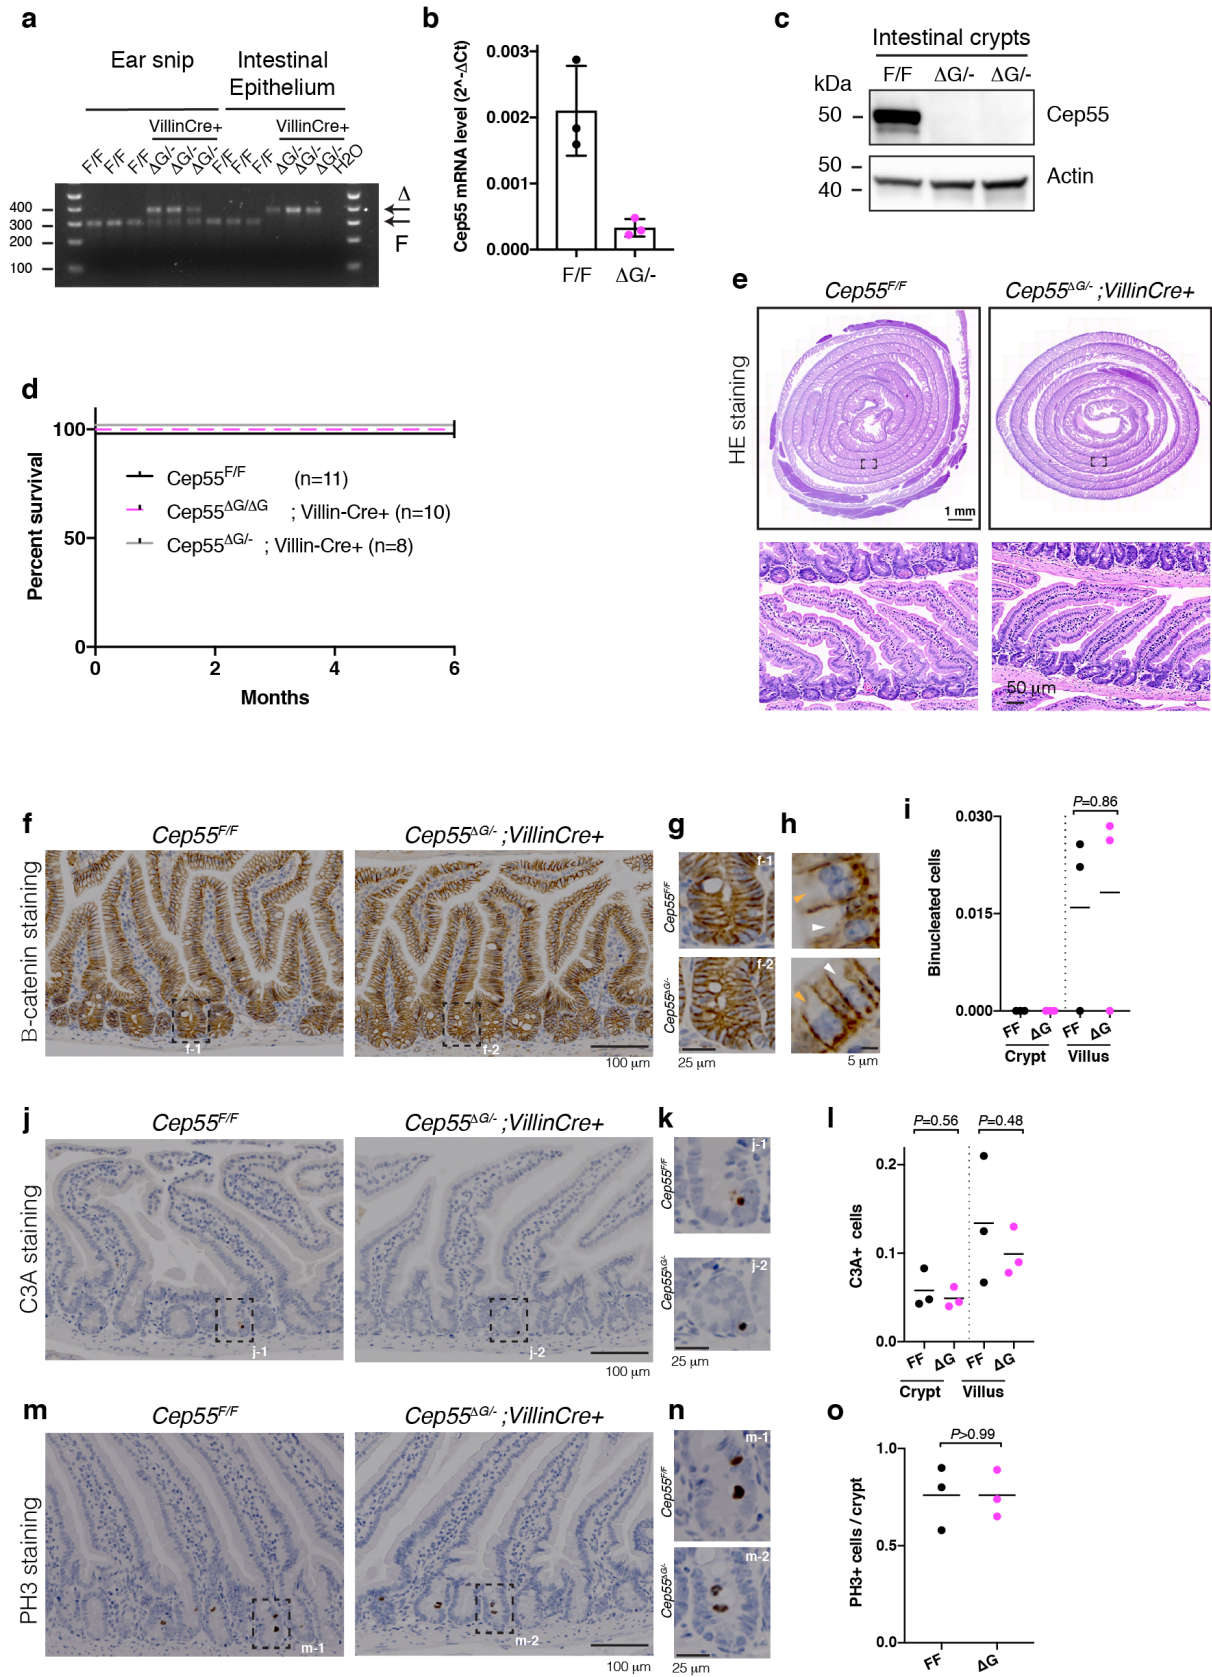 a
Ear snip
Intestinal
Epithelium
VillinCre+
VillinCre+
F/F F/F F/F ΔG/- ΔG/- ΔG/- F/F F/F F/F ΔG/- ΔG/- ΔG/- H2O
400
300
200
100
Δ
F
b
Cep55 mRNA level (2^-ΔCt)
0.003
0.002
0.001
0.000
F/F ΔG/-
c
Intestinal crypts
kDa
F/F ΔG/- ΔG/-
50
Cep55
50
40
Actin
d
Percent survival
100
50
0
0 2 4 6
Months
Cep55F/F (n=11)
Cep55ΔG/ΔG ; Villin-Cre+ (n=10)
Cep55ΔG/- ; Villin-Cre+ (n=8)
e
Cep55F/F
Cep55ΔG/- ;VillinCre+
HE staining
1 mm
50 μm
f
Cep55F/F
Cep55ΔG/- ;VillinCre+
B-catenin staining
f-1
f-2
100 μm
g
Cep55F/F
f-1
Cep55ΔG/-
f-2
25 μm
h
5 μm
i
Binucleated cells
0.030
0.015
0.000
P=0.86
FF ΔG FF ΔG
Crypt Villus
j
Cep55F/F
Cep55ΔG/- ;VillinCre+
C3A staining
j-1
j-2
100 μm
k
Cep55F/F
j-1
Cep55ΔG/-
j-2
25 μm
l
P=0.56 P=0.48
C3A+ cells
0.2
0.1
0.0
FF ΔG FF ΔG
Crypt Villus
m
Cep55F/F
Cep55ΔG/- ;VillinCre+
PH3 staining
m-1
m-2
100 μm
n
Cep55F/F
m-1
Cep55ΔG/-
m-2
25 μm
o
PH3+ cells / crypt
1.0
0.5
0.0
P>0.99
FF ΔG